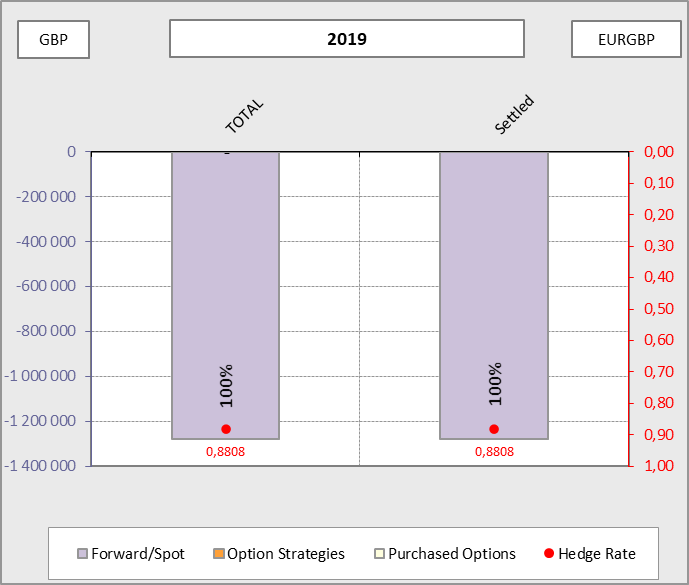 GBP
2019
EURGBP
TOTAL
Settled
0
-200 000
-400 000
-600 000
-800 000
-1 000 000
-1 200 000
-1 400 000
0,00
0,10
0,20
0,30
0,40
0,50
0,60
0,70
0,80
0,90
1,00
100%
100%
0,8808
0,8808
Forward/Spot
Option Strategies
Purchased Options
Hedge Rate